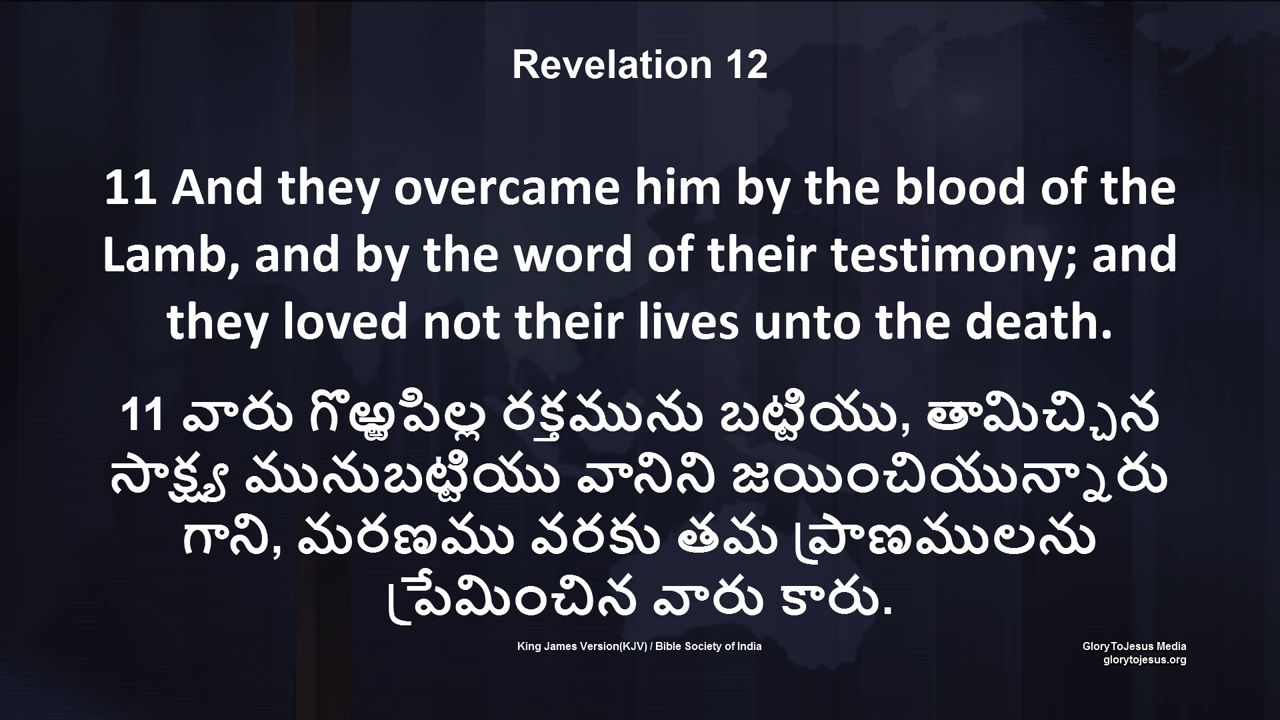 Revelation 12
11 And they overcame him by the blood of the
Lamb, and by the word of their testimony; and
they loved not their lives unto the death.
11 వారు గొఱ్ఱపిల్ల రక్తమును బట్టియు, తామిచ్చిన
సాక్ష్య మునుబట్టియు వానిని జయించియున్నారు
గాని, మరణము వరకు తమ ప్రాణములను
ప్రేమించిన వారు కారు.
King James Version(KJV) / Bible Society of India
GloryToJesus Media
glorytojesus.org